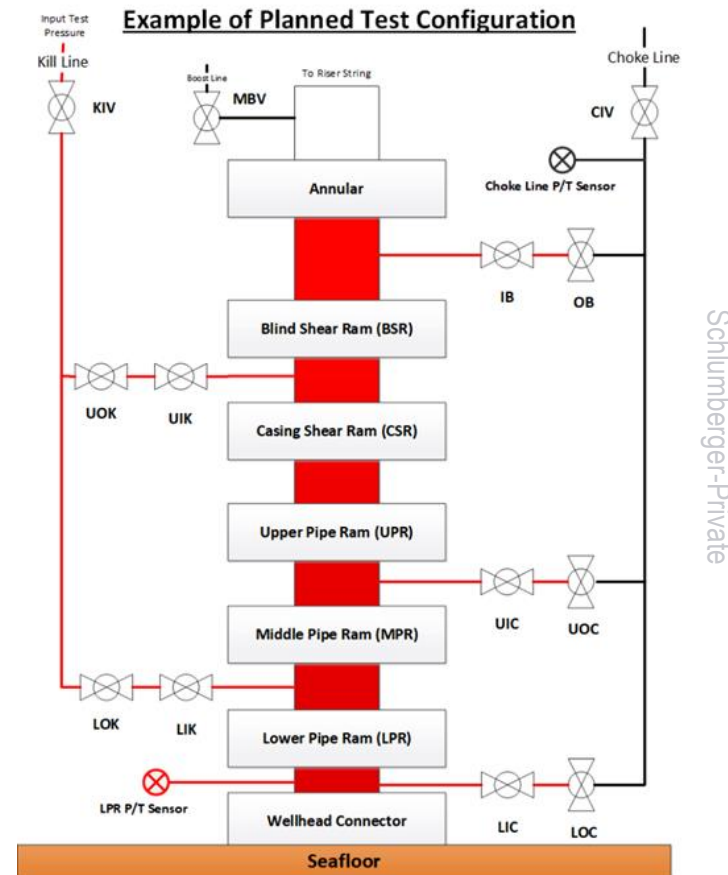 Example of Planned Test Configuration
Input Test
Pressure
Kill Line
KIV
Boost Line
MBV
To Riser String
Choke Line
CIV
Annular
Choke Line P/T Sensor
IB
OB
Blind Shear Ram (BSR)
UOK
UIK
Casing Shear Ram (CSR)
Upper Pipe Ram (UPR)
UIC
UOC
Middle Pipe Ram (MPR)
LOK
LIK
Lower Pipe Ram (LPR)
LPR P/T Sensor
LIC
LOC
Wellhead Connector
Seafloor
Schlumberger-Private